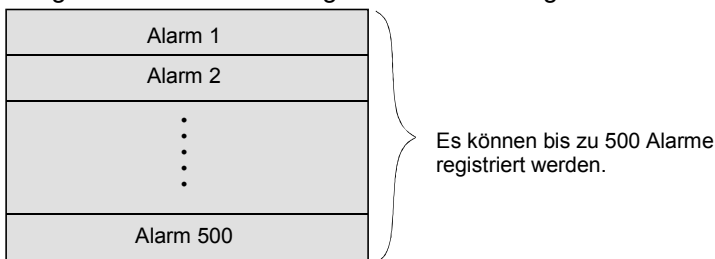 Alarm 1
Alarm 2
Es können bis zu 500 Alarme
registriert werden.
Alarm 500